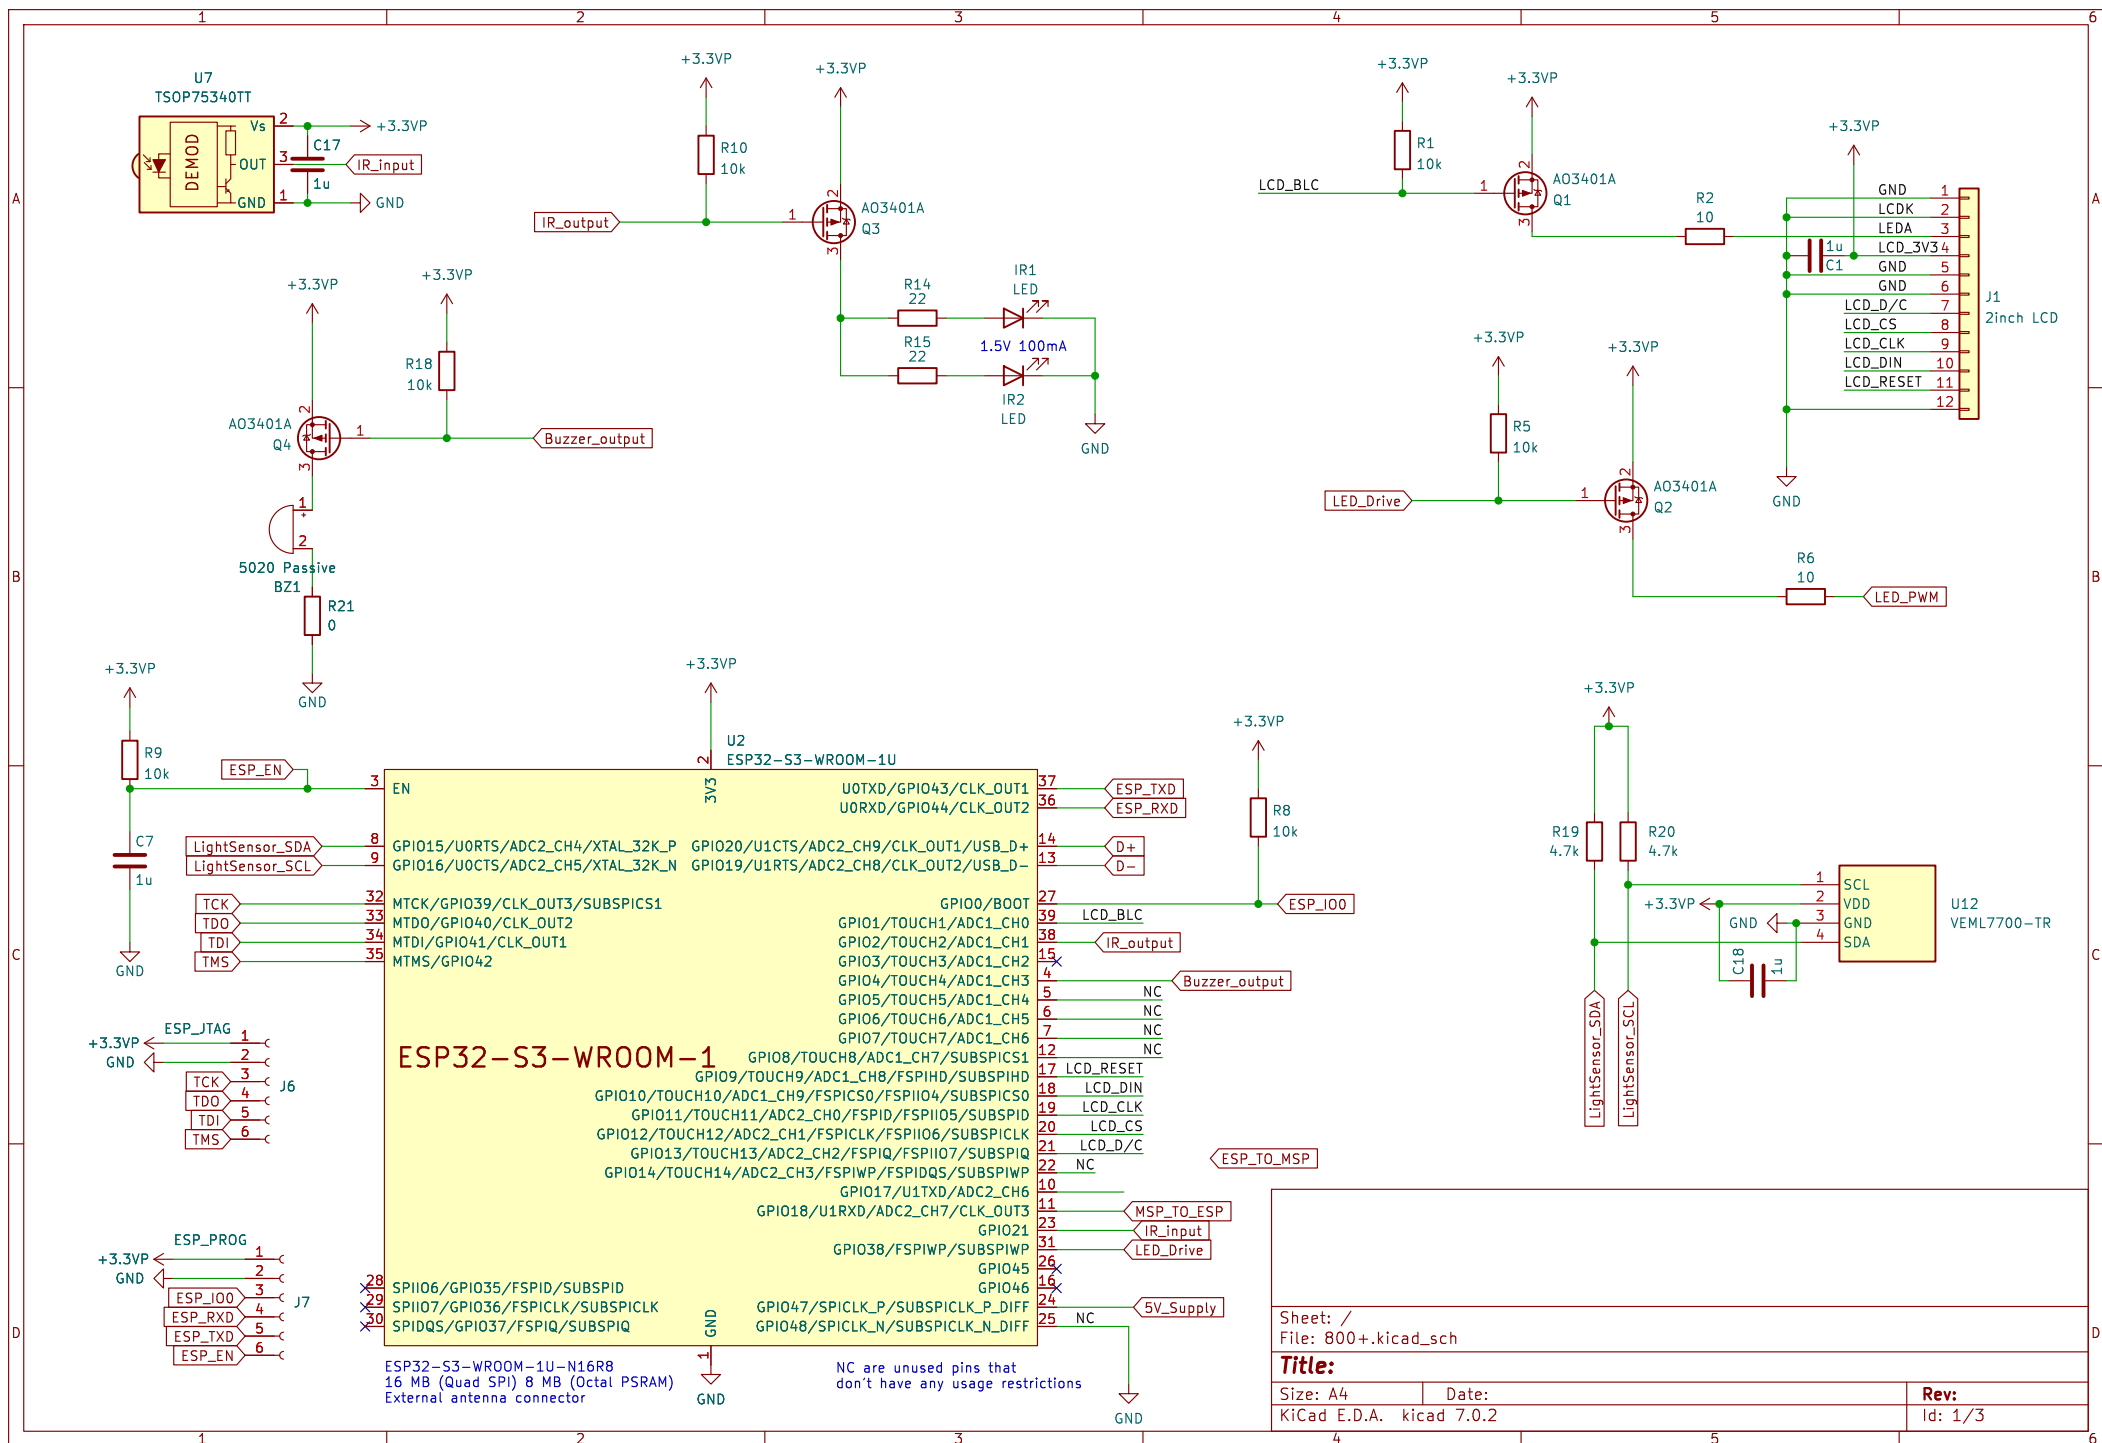 1 2 3 4 5 6
U7
TSOP75340TT
DEMOD
Vs 2
OUT 3
GND 1
C17
1u
+3.3VP
IR_input
GND
+3.3VP
+3.3VP
R10
10k
IR_output
1
2
3
AO3401A
Q3
R14
22
IR1
LED
1.5V 100mA
R15
22
IR2
LED
GND
+3.3VP
+3.3VP
R1
10k
LCD_BLC
1
2
3
AO3401A
Q1
R2
10
+3.3VP
GND 1
LCDK 2
LEDA 3
LCD_3V3 4
GND 5
GND 6
LCD_D/C 7
LCD_CS 8
LCD_CLK 9
LCD_DIN 10
LCD_RESET 11
12
1u
C1
J1
2inch LCD
GND
A
A
+3.3VP
+3.3VP
R18
10k
AO3401A
Q4
2
1
3
Buzzer_output
1
+
2
5020 Passive
BZ1
R21
0
GND
+3.3VP
+3.3VP
R5
10k
LED_Drive
1
2
3
AO3401A
Q2
R6
10
LED_PWM
B
B
+3.3VP
R9
10k
ESP_EN
C7
1u
GND
+3.3VP
U2
ESP32-S3-WROOM-1U
2
3V3
3 EN
8 GPIO15/U0RTS/ADC2_CH4/XTAL_32K_P
9 GPIO16/U0CTS/ADC2_CH5/XTAL_32K_N
LightSensor_SDA
LightSensor_SCL
TCK 32 MTCK/GPIO39/CLK_OUT3/SUBSPICS1
TDO 33 MTDO/GPIO40/CLK_OUT2
TDI 34 MTDI/GPIO41/CLK_OUT1
TMS 35 MTMS/GPIO42
ESP32-S3-WROOM-1
28 SPIIO6/GPIO35/FSPID/SUBSPID
29 SPIIO7/GPIO36/FSPICLK/SUBSPICLK
30 SPIDQS/GPIO37/FSPIQ/SUBSPIQ
U0TXD/GPIO43/CLK_OUT1 37 ESP_TXD
U0RXD/GPIO44/CLK_OUT2 36 ESP_RXD
GPIO20/U1CTS/ADC2_CH9/CLK_OUT1/USB_D+ 14 D+
GPIO19/U1RTS/ADC2_CH8/CLK_OUT2/USB_D- 13 D-
GPIO0/BOOT 27 ESP_IO0
GPIO1/TOUCH1/ADC1_CH0 39 LCD_BLC
GPIO2/TOUCH2/ADC1_CH1 38 IR_output
GPIO3/TOUCH3/ADC1_CH2 15
GPIO4/TOUCH4/ADC1_CH3 4 Buzzer_output
GPIO5/TOUCH5/ADC1_CH4 5 NC
GPIO6/TOUCH6/ADC1_CH5 6 NC
GPIO7/TOUCH7/ADC1_CH6 7 NC
GPIO8/TOUCH8/ADC1_CH7/SUBSPICS1 12 NC
GPIO9/TOUCH9/ADC1_CH8/FSPIHD/SUBSPIHD 17 LCD_RESET
GPIO10/TOUCH10/ADC1_CH9/FSPICS0/FSPIIO4/SUBSPICS0 18 LCD_DIN
GPIO11/TOUCH11/ADC2_CH0/FSPID/FSPIIO5/SUBSPID 19 LCD_CLK
GPIO12/TOUCH12/ADC2_CH1/FSPICLK/FSPIIO6/SUBSPICLK 20 LCD_CS
GPIO13/TOUCH13/ADC2_CH2/FSPIQ/FSPIIO7/SUBSPIQ 21 LCD_D/C
GPIO14/TOUCH14/ADC2_CH3/FSPIWP/FSPIDQS/SUBSPIWP 22 NC
GPIO17/U1TXD/ADC2_CH6 10
GPIO18/U1RXD/ADC2_CH7/CLK_OUT3 11 MSP_TO_ESP
GPIO21 23 IR_input
GPIO38/FSPIWP/SUBSPIWP 31 LED_Drive
GPIO45 26
GPIO46 16
GPIO47/SPICLK_P/SUBSPICLK_P_DIFF 24 5V_Supply
GPIO48/SPICLK_N/SUBSPICLK_N_DIFF 25 NC
GND
1
GND
GND
ESP_TO_MSP
+3.3VP
R8
10k
+3.3VP
R19
4.7k
R20
4.7k
1 SCL
2 VDD
3 GND
4 SDA
+3.3VP
GND
U12
VEML7700-TR
C18
1u
LightSensor_SDA
LightSensor_SCL
C
C
ESP_JTAG
+3.3VP 1
GND 2
TCK 3
TDO 4
TDI 5
TMS 6
J6
ESP_PROG
+3.3VP 1
GND 2
ESP_IO0 3
ESP_RXD 4
ESP_TXD 5
ESP_EN 6
J7
D
D
ESP32-S3-WROOM-1U-N16R8
16 MB (Quad SPI) 8 MB (Octal PSRAM)
External antenna connector
NC are unused pins that
don't have any usage restrictions
Sheet: /
File: 800+.kicad_sch
Title:
Size: A4 Date: Rev:
KiCad E.D.A. kicad 7.0.2 Id: 1/3
1 2 3 4 5 6